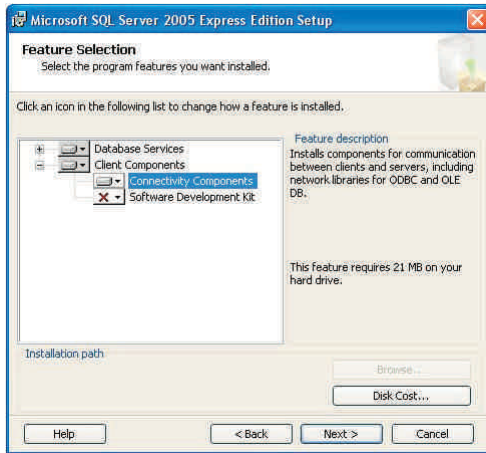 Microsoft SQL Server 2005 Express Edition Setup
Feature Selection
Select the program features you want installed.
Click an icon in the following list to change how a feature is installed.
Database Services
Client Components
Connectivity Components
Software Development Kit
Feature description
Installs components for communication
between clients and servers, including
network libraries for ODBC and OLE
DB.
This feature requires 21 MB on your
hard drive.
Installation path
Browse...
Disk Cost...
Help
< Back
Next >
Cancel